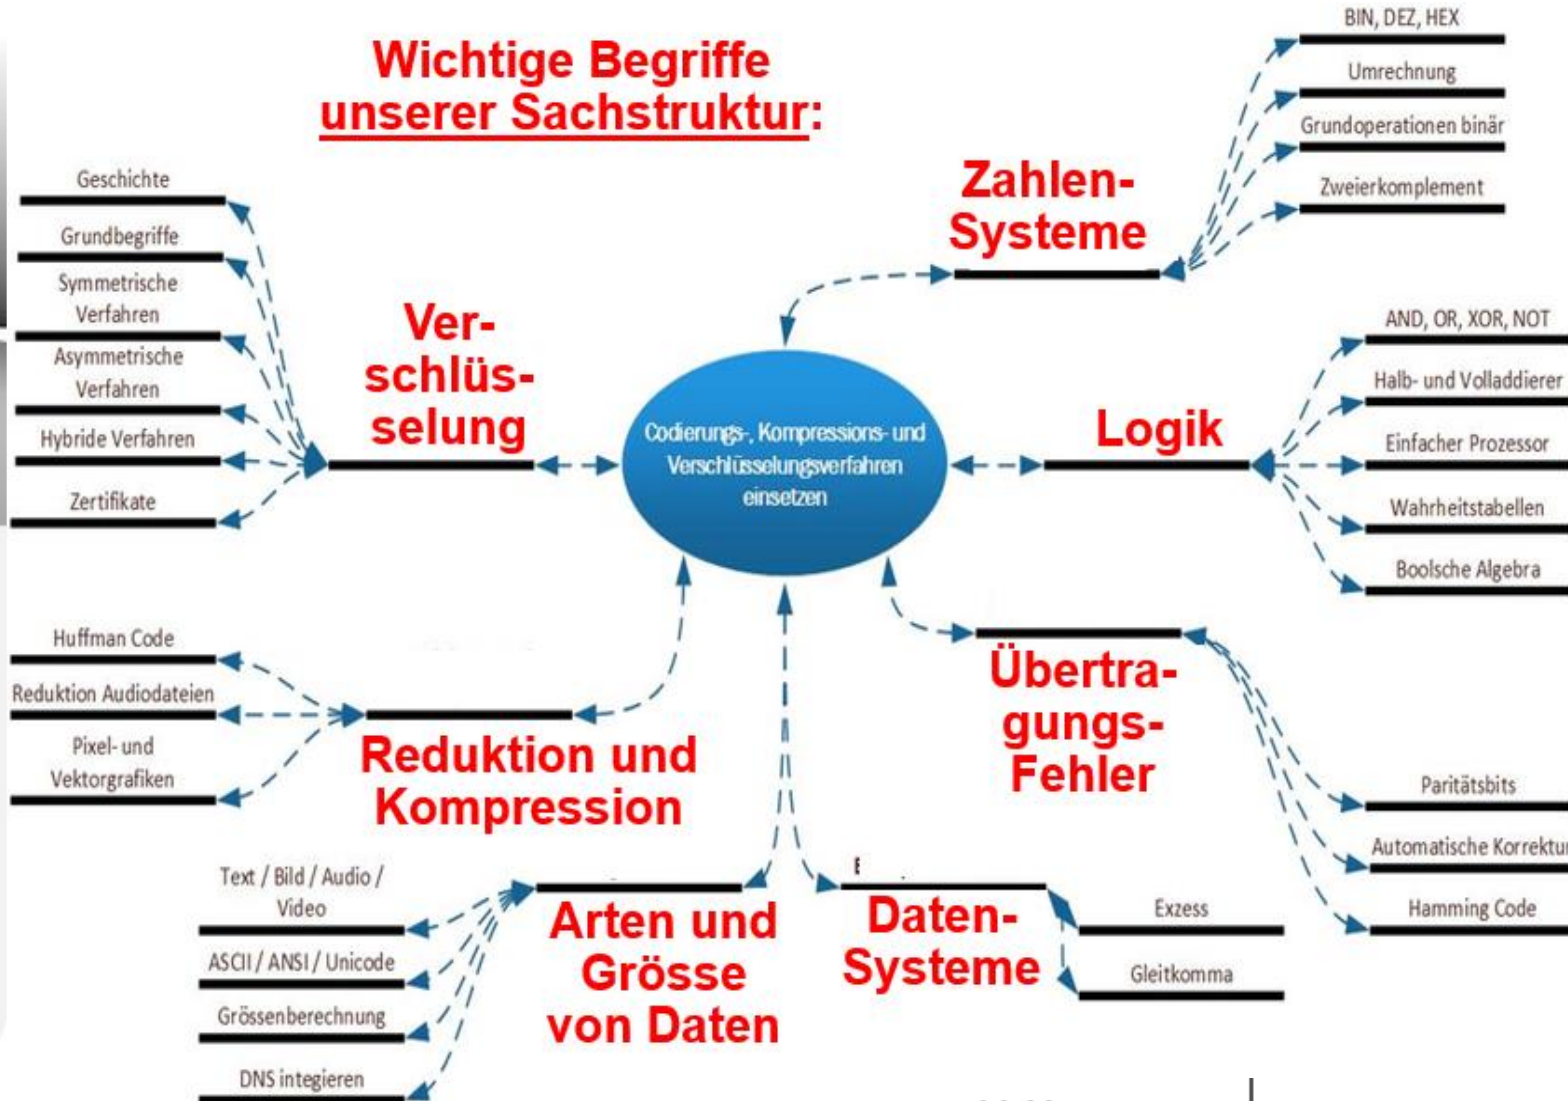 Wichtige Begriffe
unserer Sachstruktur:
Codierungs-, Kompressions- und
Verschlüsselungsverfahren
einsetzen
Zahlen-
Systeme
BIN, DEZ, HEX
Umrechnung
Grundoperationen binär
Zweierkomplement
Logik
AND, OR, XOR, NOT
Halb- und Volladdierer
Einfacher Prozessor
Wahrheitstabellen
Boolsche Algebra
Übertra-
gungs-
Fehler
Paritätsbits
Automatische Korrektur
Hamming Code
Daten-
Systeme
Exzess
Gleitkomma
Arten und
Grösse
von Daten
Text / Bild / Audio /
Video
ASCII / ANSI / Unicode
Grössenberechnung
DNS integieren
Reduktion und
Kompression
Huffman Code
Reduktion Audiodateien
Pixel- und
Vektorgrafiken
Ver-
schlüs-
selung
Geschichte
Grundbegriffe
Symmetrische
Verfahren
Asymmetrische
Verfahren
Hybride Verfahren
Zertifikate